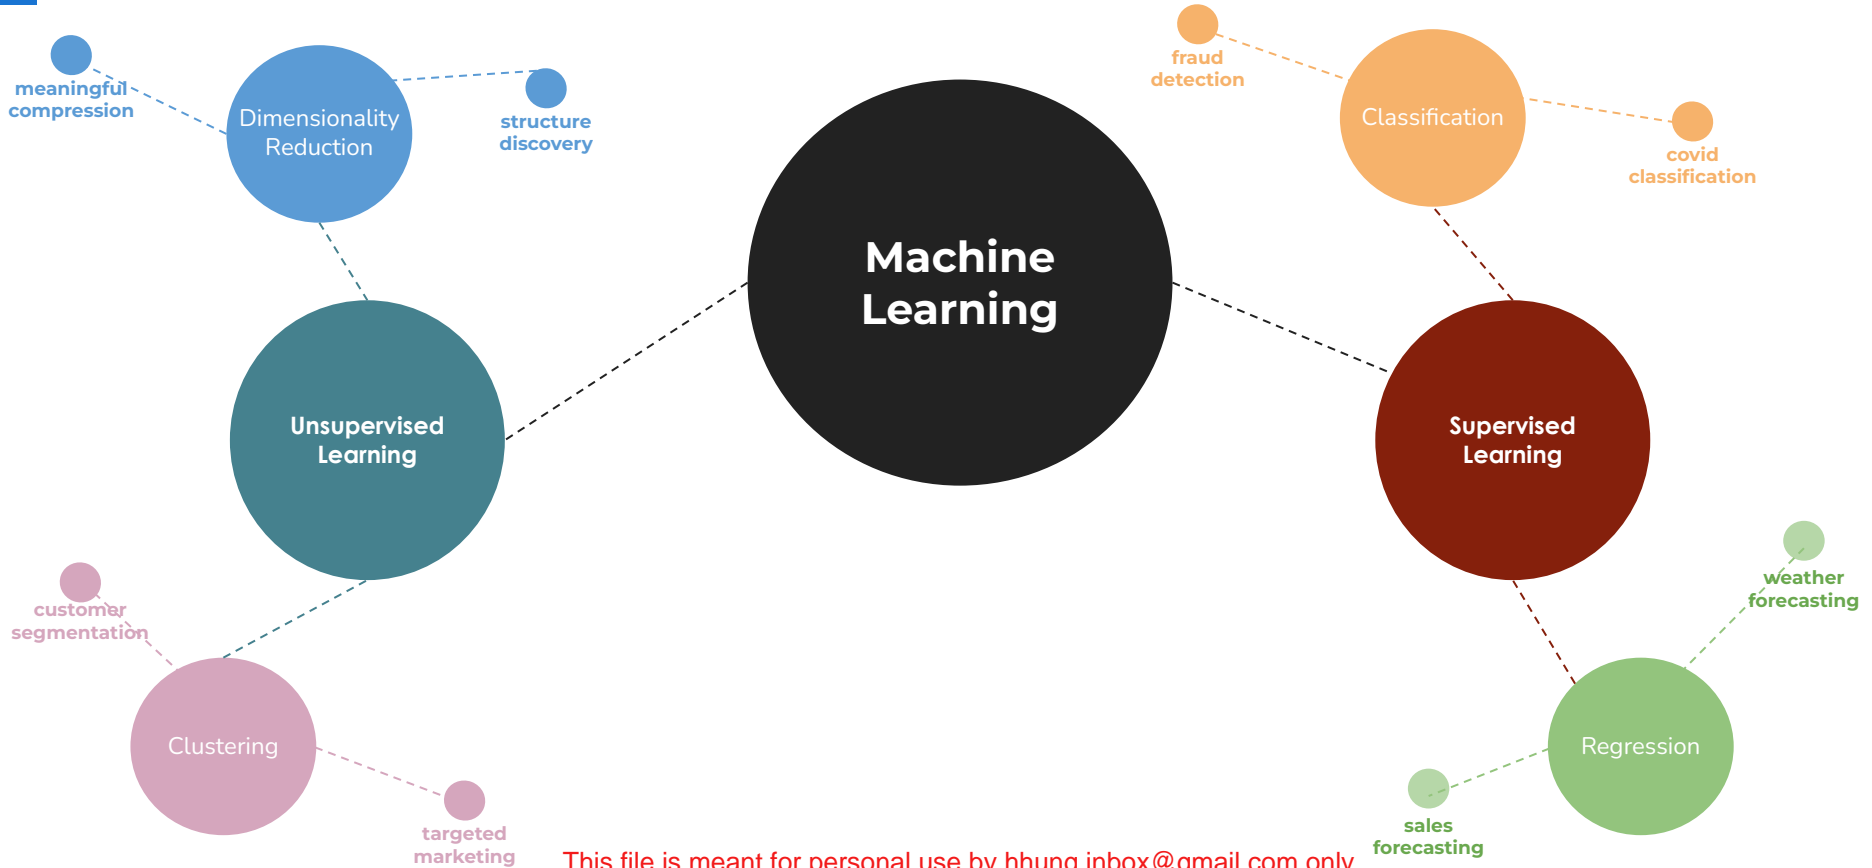 meaningful
compression
Dimensionality
Reduction
structure
discovery
Machine
Learning
fraud
detection
Classification
covid
classification
Unsupervised
Learning
Supervised
Learning
customer
segmentation
Clustering
targeted
marketing
weather
forecasting
Regression
sales
forecasting
This file is meant for personal use by hhung.inbox@gmail.com only.